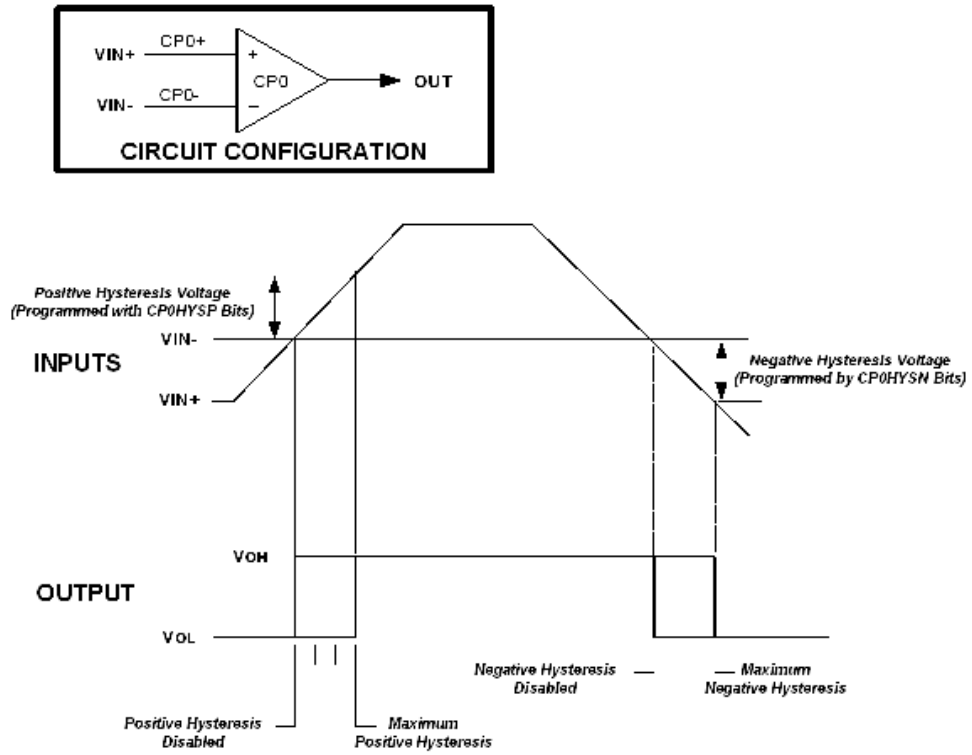 VIN+
CP0+
+
CP0
OUT
VIN-
CP0-
–
CIRCUIT CONFIGURATION
Positive Hysteresis Voltage
(Programmed with CP0HYSP Bits)
VIN-
INPUTS
Negative Hysteresis Voltage
(Programmed by CP0HYSN Bits)
VIN+
VOH
OUTPUT
VOL
Negative Hysteresis
Disabled
Maximum
Negative Hysteresis
Positive Hysteresis
Disabled
Maximum
Positive Hysteresis